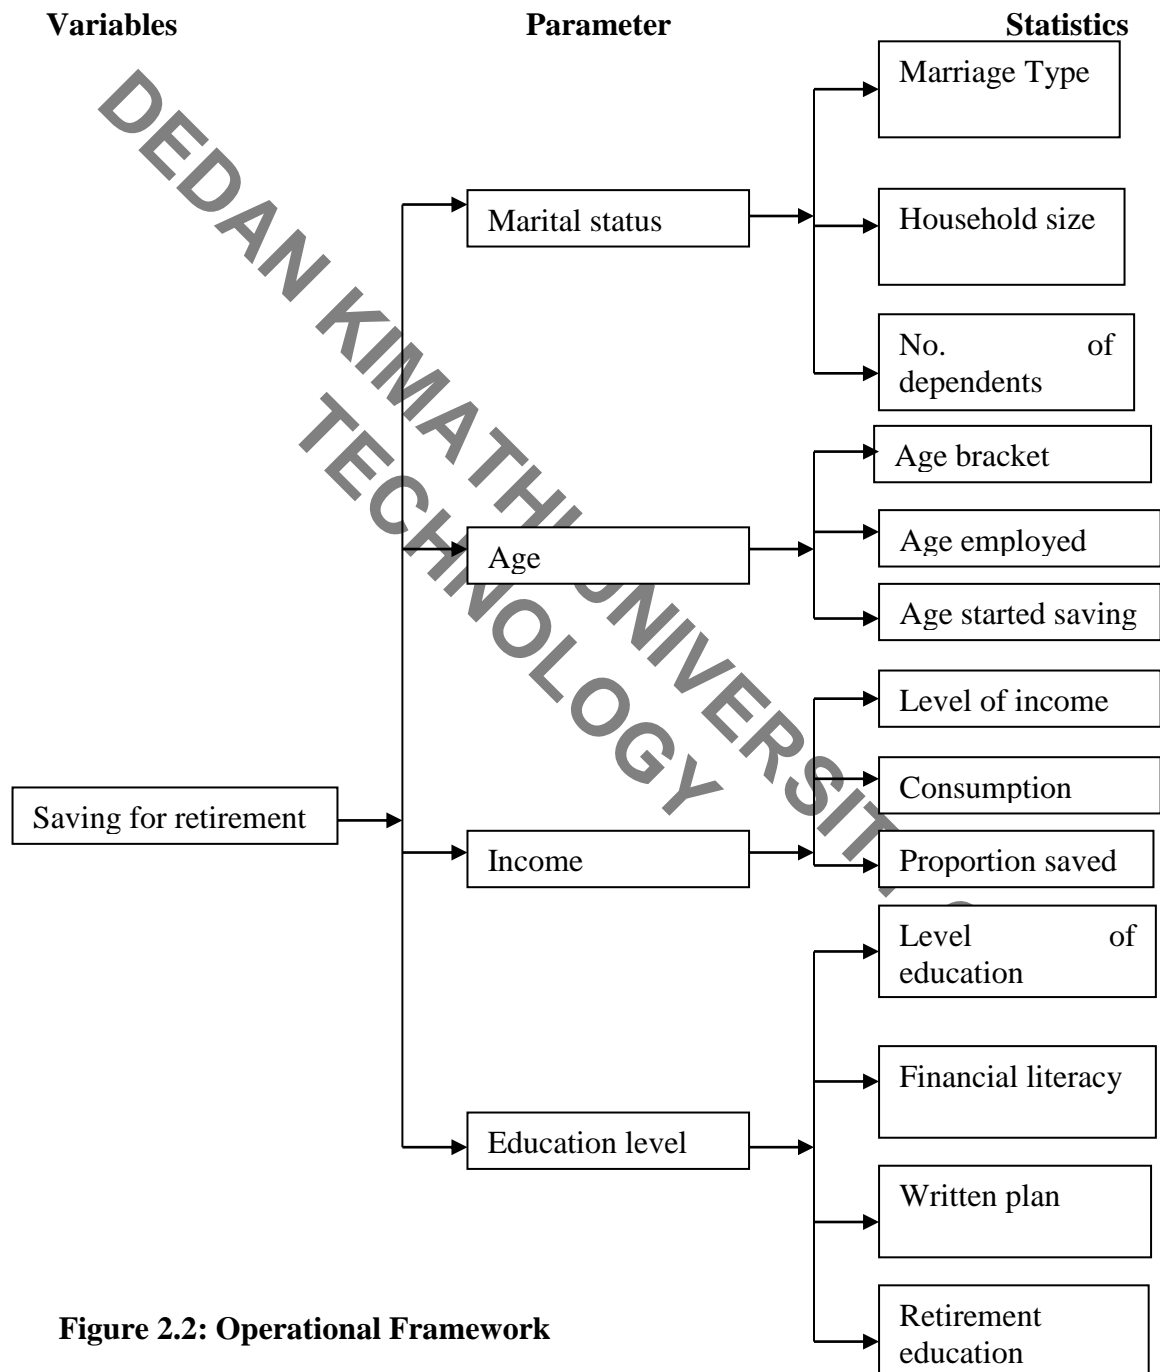 Variables Parameter Statistics
Marriage Type
Marital status
Household size
No. of
dependents
Age bracket
Age
Age employed
Age started saving
Level of income
Saving for retirement
Consumption
Income
Proportion saved
Level of
education
Education level
Financial literacy
Written plan
Retirement
education
Figure 2.2: Operational Framework
DEDAN KIMATHI UNIVERSIT
TECHNOLOGY